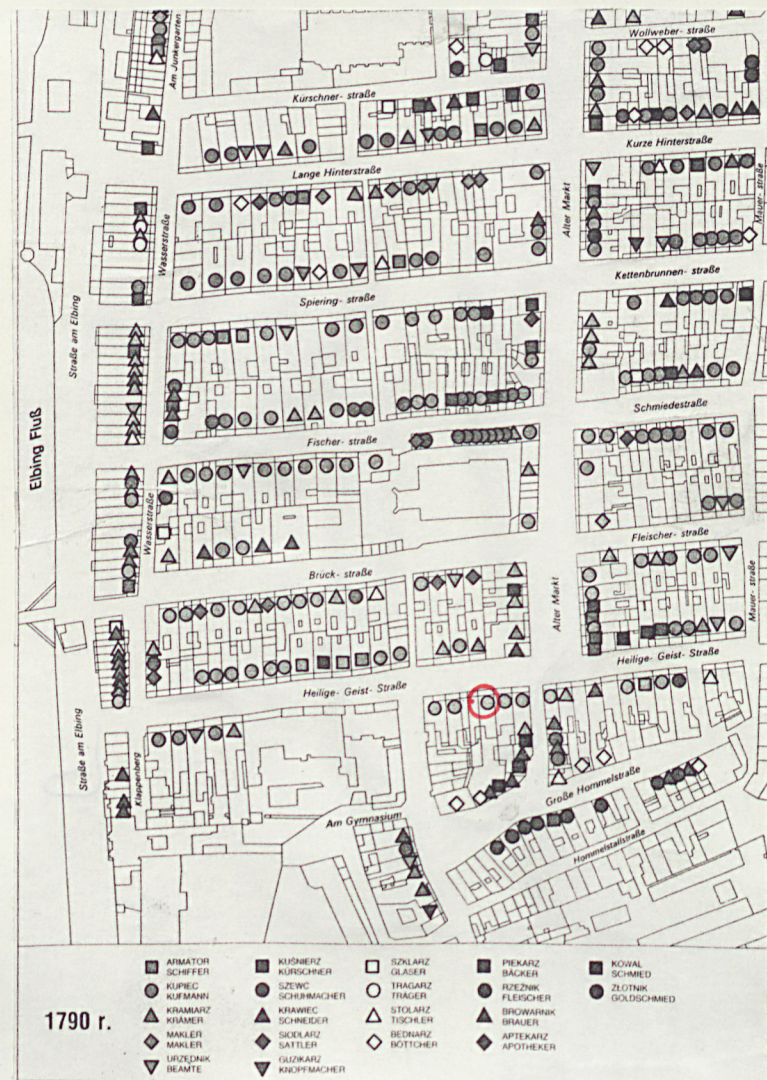 Wollweber- straße
Am Junkergarten
Kürschner- straße
Kurze Hinterstraße
Lange Hinterstraße
Mauer- straße
Alter Markt
Wasserstraße
Kettenbrunnen- straße
Spiering- straße
Straße am Elbing
Schmiedestraße
Fischer- straße
Elbing Fluß
Wasserstraße
Fleischer- straße
Brück- straße
Alter Markt
Mauer- straße
Heilige- Geist- Straße
Heilige- Geist- Straße
Straße am Elbing
Klappenberg
Große Hommelstraße
Am Gymnasium
Hommelstallstraße
1790 r.
ARMATOR
SCHIFFER
KUPIEC
KUFMANN
KRAMIARZ
KRÄMER
MAKLER
MAKLER
URZĘDNIK
BEAMTE
KUŚNIERZ
KÜRSCHNER
SZEWC
SCHUHMACHER
KRAWIEC
SCHNEIDER
SIODLARZ
SATTLER
GUZIKARZ
KNOPFMACHER
SZKLARZ
GLASER
TRAGARZ
TRÄGER
STOLARZ
TISCHLER
BEDNARZ
BÖTTCHER
PIEKARZ
BÄCKER
RZEŹNIK
FLEISCHER
BROWARNIK
BRAUER
APTEKARZ
APOTHEKER
KOWAL
SCHMIED
ZŁOTNIK
GOLDSCHMIED